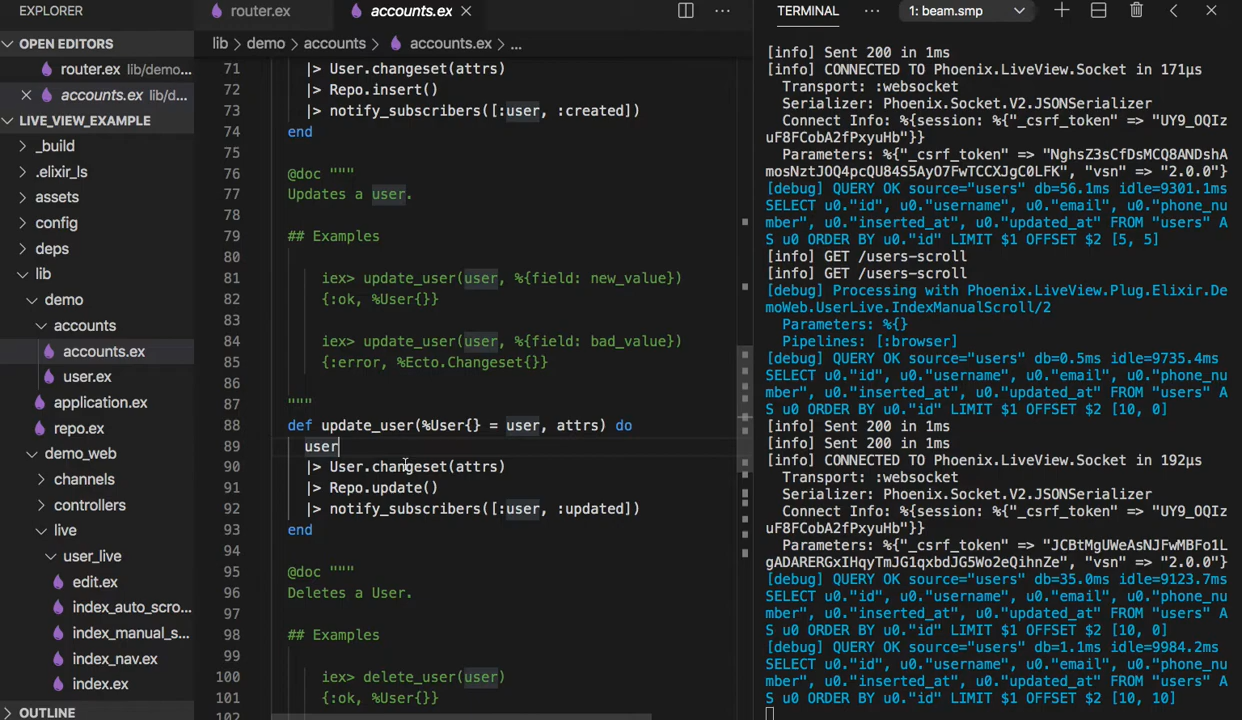 EXPLORER
OPEN EDITORS
router.ex lib/demo...
accounts.ex lib/d...
LIVE_VIEW_EXAMPLE
_build
.elixir_ls
assets
config
deps
lib
demo
accounts
accounts.ex
user.ex
application.ex
repo.ex
demo_web
channels
controllers
live
user_live
edit.ex
index_auto_scro...
index_manual_s...
index_nav.ex
index.ex
OUTLINE
router.ex
accounts.ex
lib > demo > accounts > accounts.ex > ...
71 |> User.changeset(attrs)
72 |> Repo.insert()
73 |> notify_subscribers([:user, :created])
74 end
75
76 @doc """
77 Updates a user.
78
79 ## Examples
80
81 iex> update_user(user, %{field: new_value})
82 {:ok, %User{}}
83
84 iex> update_user(user, %{field: bad_value})
85 {:error, %Ecto.Changeset{}}
86
87 """
88 def update_user(%User{} = user, attrs) do
89 user
90 |> User.changeset(attrs)
91 |> Repo.update()
92 |> notify_subscribers([:user, :updated])
93 end
94
95 @doc """
96 Deletes a User.
97
98 ## Examples
99
100 iex> delete_user(user)
101 {:ok, %User{}}
102
TERMINAL
...
1: beam.smp
[info] Sent 200 in 1ms
[info] CONNECTED TO Phoenix.LiveView.Socket in 171µs
Transport: :websocket
Serializer: Phoenix.Socket.V2.JSONSerializer
Connect Info: %{session: %{"_csrf_token" => "UY9_OQIz
uF8FCobA2fPxyuHb"}}
Parameters: %{"_csrf_token" => "NghsZ3sCfDsMCQ8ANDshA
mosNztJOQ4pcQU84S5AyO7FwTCCXJgC0LFK", "vsn" => "2.0.0"}
[debug] QUERY OK source="users" db=56.1ms idle=9301.1ms
SELECT u0."id", u0."username", u0."email", u0."phone_nu
mber", u0."inserted_at", u0."updated_at" FROM "users" A
S u0 ORDER BY u0."id" LIMIT $1 OFFSET $2 [5, 5]
[info] GET /users-scroll
[info] GET /users-scroll
[debug] Processing with Phoenix.LiveView.Plug.Elixir.De
moWeb.UserLive.IndexManualScroll/2
Parameters: %{}
Pipelines: [:browser]
[debug] QUERY OK source="users" db=0.5ms idle=9735.4ms
SELECT u0."id", u0."username", u0."email", u0."phone_nu
mber", u0."inserted_at", u0."updated_at" FROM "users" A
S u0 ORDER BY u0."id" LIMIT $1 OFFSET $2 [10, 0]
[info] Sent 200 in 1ms
[info] Sent 200 in 1ms
[info] CONNECTED TO Phoenix.LiveView.Socket in 192µs
Transport: :websocket
Serializer: Phoenix.Socket.V2.JSONSerializer
Connect Info: %{session: %{"_csrf_token" => "UY9_OQIz
uF8FCobA2fPxyuHb"}}
Parameters: %{"_csrf_token" => "JCBtMgUWeAsNJFwMBFo1L
gADARERGxIHqyTmJG1qxbdJG5Wo2eQihnZe", "vsn" => "2.0.0"}
[debug] QUERY OK source="users" db=35.0ms idle=9123.7ms
SELECT u0."id", u0."username", u0."email", u0."phone_nu
mber", u0."inserted_at", u0."updated_at" FROM "users" A
S u0 ORDER BY u0."id" LIMIT $1 OFFSET $2 [10, 0]
[debug] QUERY OK source="users" db=1.1ms idle=9984.2ms
SELECT u0."id", u0."username", u0."email", u0."phone_nu
mber", u0."inserted_at", u0."updated_at" FROM "users" A
S u0 ORDER BY u0."id" LIMIT $1 OFFSET $2 [10, 10]